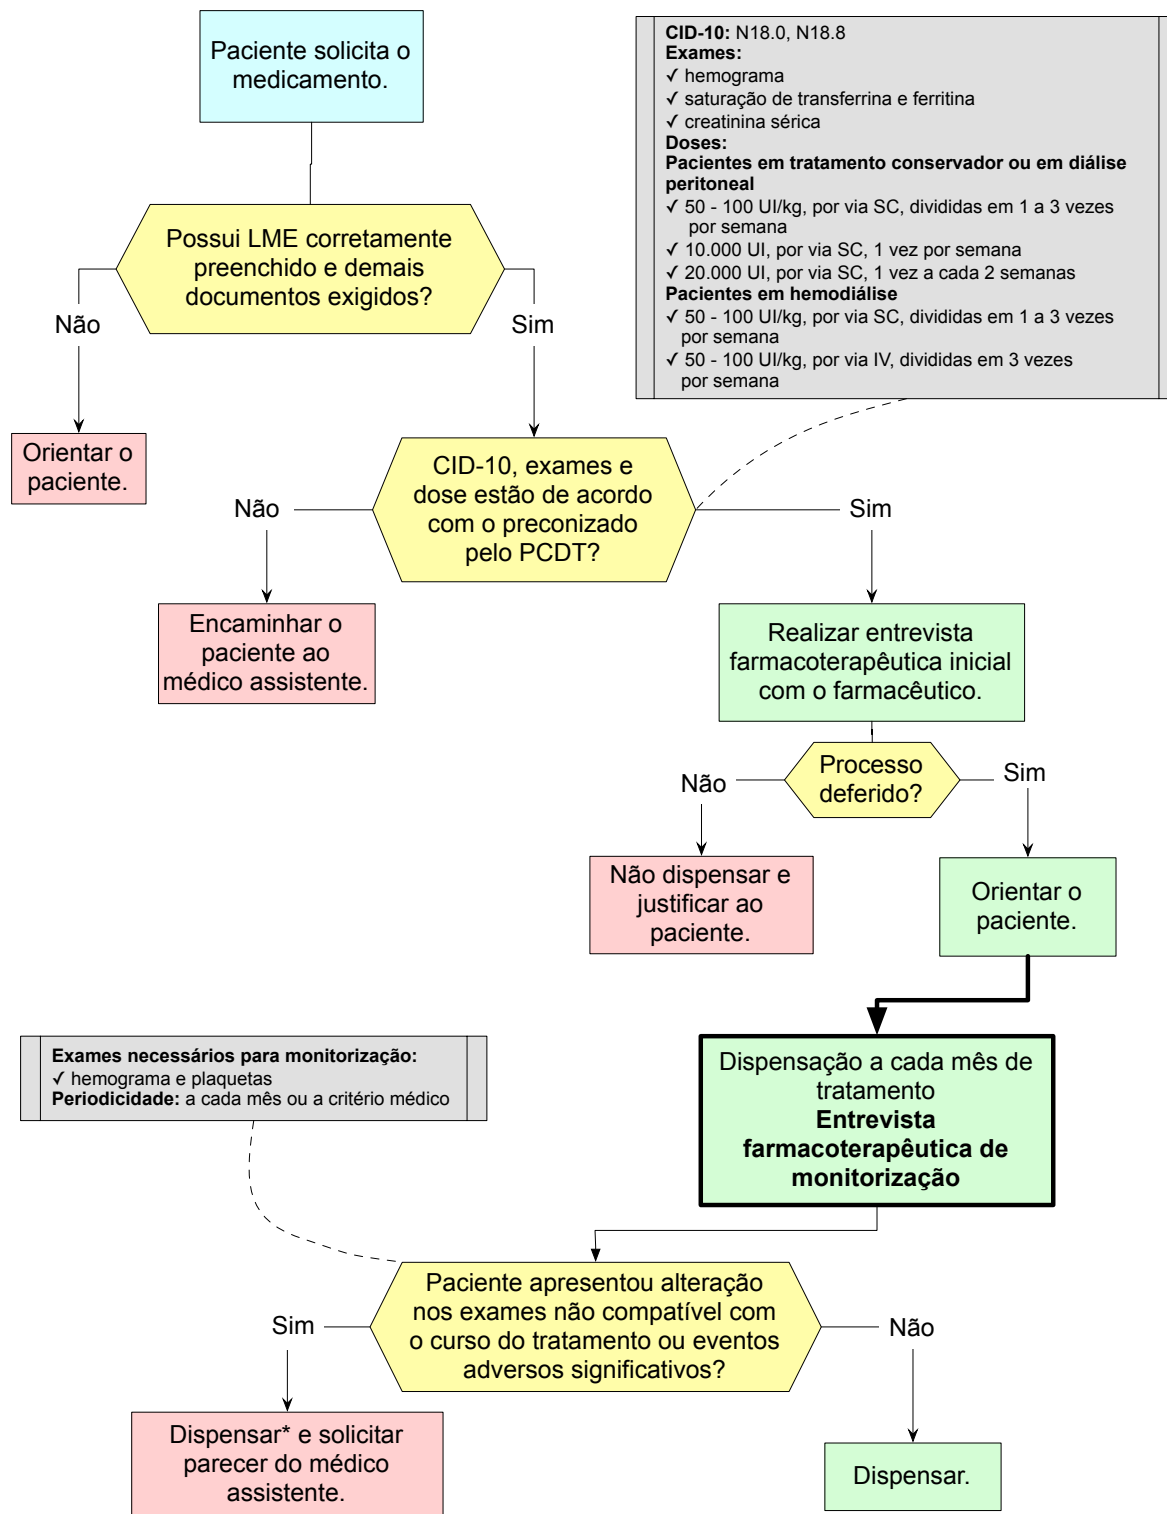 Paciente solicita o
medicamento.
CID-10: N18.0, N18.8
Exames:
✓ hemograma
✓ saturação de transferrina e ferritina
✓ creatinina sérica
Doses:
Pacientes em tratamento conservador ou em diálise
peritoneal
✓ 50 - 100 UI/kg, por via SC, divididas em 1 a 3 vezes
por semana
✓ 10.000 UI, por via SC, 1 vez por semana
✓ 20.000 UI, por via SC, 1 vez a cada 2 semanas
Pacientes em hemodiálise
✓ 50 - 100 UI/kg, por via SC, divididas em 1 a 3 vezes
por semana
✓ 50 - 100 UI/kg, por via IV, divididas em 3 vezes
por semana
Possui LME corretamente
preenchido e demais
documentos exigidos?
Não
Sim
Orientar o
paciente.
CID-10, exames e
dose estão de acordo
com o preconizado
pelo PCDT?
Não
Sim
Encaminhar o
paciente ao
médico assistente.
Realizar entrevista
farmacoterapêutica inicial
com o farmacêutico.
Processo
deferido?
Não
Sim
Não dispensar e
justificar ao
paciente.
Orientar o
paciente.
Dispensação a cada mês de
tratamento
Entrevista
farmacoterapêutica de
monitorização
Exames necessários para monitorização:
✓ hemograma e plaquetas
Periodicidade: a cada mês ou a critério médico
Paciente apresentou alteração
nos exames não compatível com
o curso do tratamento ou eventos
adversos significativos?
Sim
Não
Dispensar* e solicitar
parecer do médico
assistente.
Dispensar.